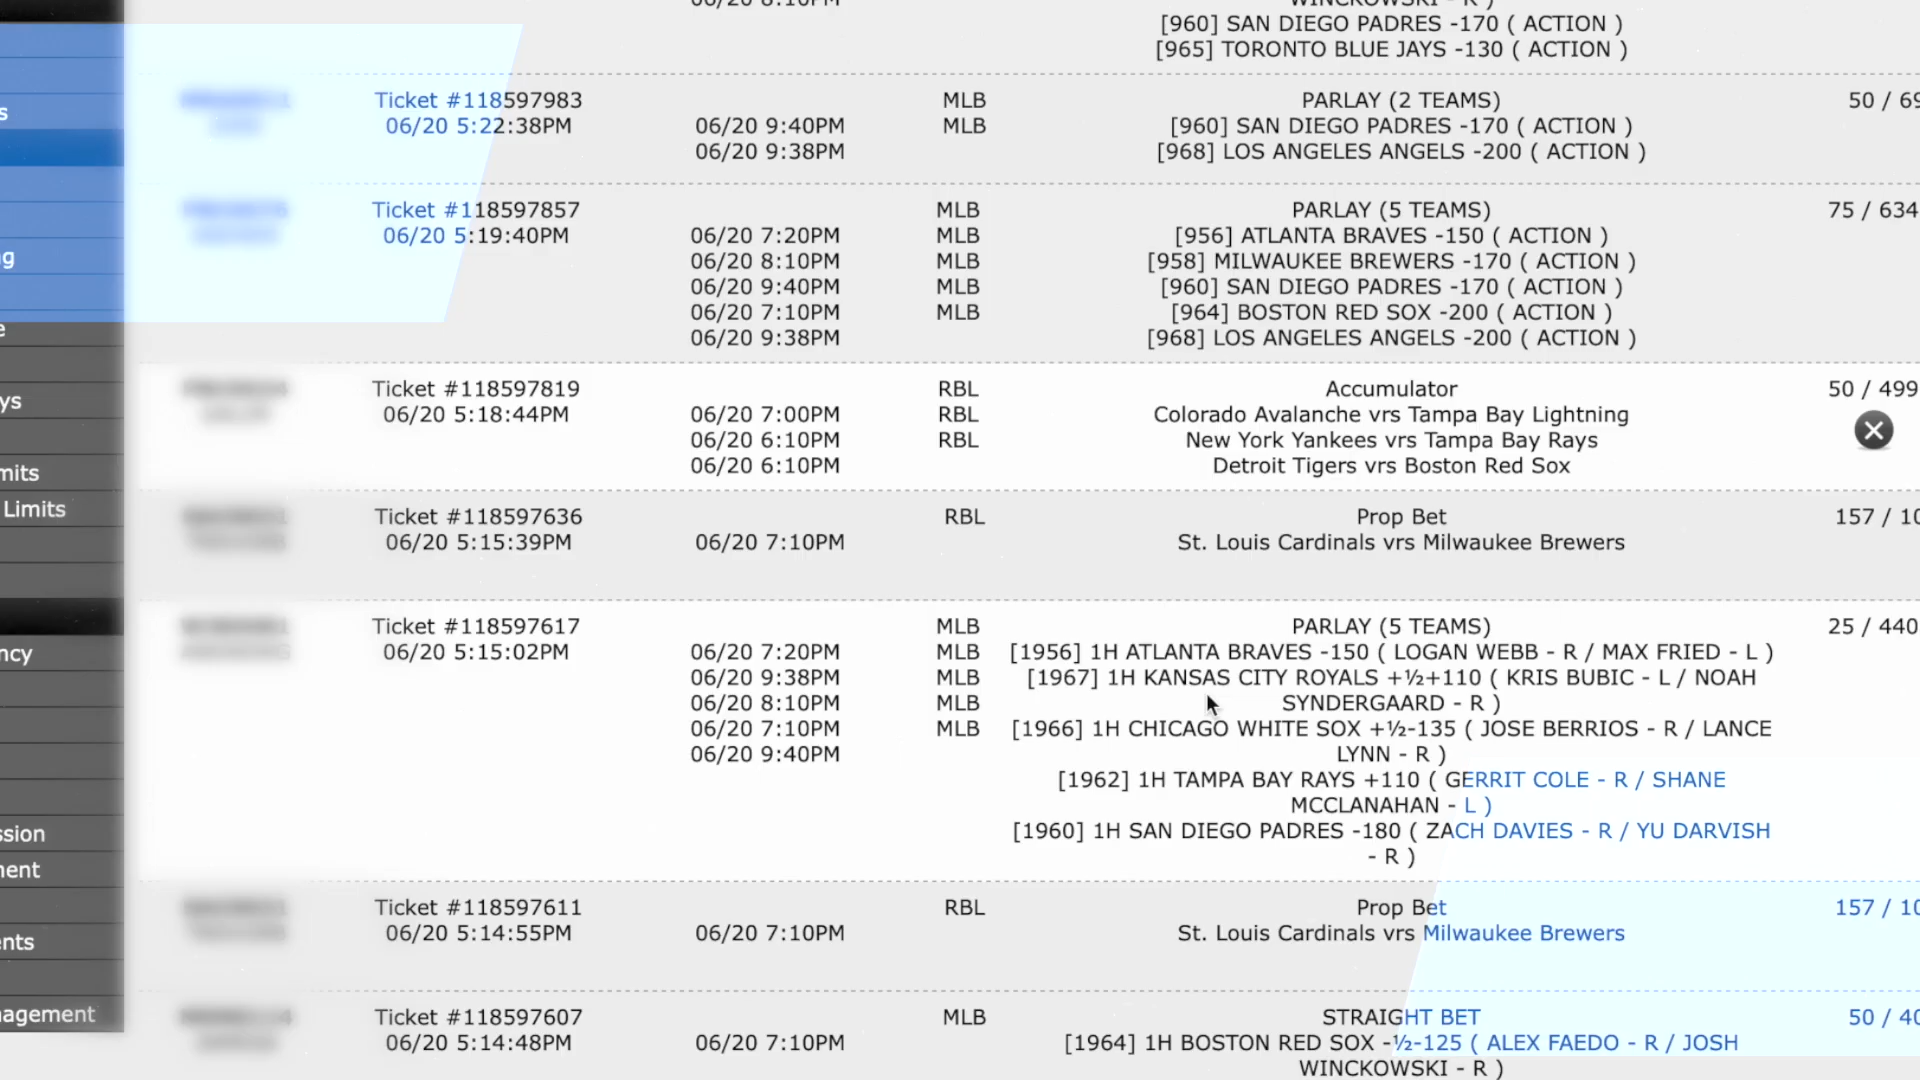 WINCKOWSKI - R )
[960] SAN DIEGO PADRES -170 ( ACTION )
[965] TORONTO BLUE JAYS -130 ( ACTION )
Ticket #118597983 MLB PARLAY (2 TEAMS) 50 / 69
06/20 5:22:38PM 06/20 9:40PM MLB [960] SAN DIEGO PADRES -170 ( ACTION )
06/20 9:38PM [968] LOS ANGELES ANGELS -200 ( ACTION )
Ticket #118597857 MLB PARLAY (5 TEAMS) 75 / 634
06/20 5:19:40PM 06/20 7:20PM MLB [956] ATLANTA BRAVES -150 ( ACTION )
06/20 8:10PM MLB [958] MILWAUKEE BREWERS -170 ( ACTION )
06/20 9:40PM MLB [960] SAN DIEGO PADRES -170 ( ACTION )
06/20 7:10PM MLB [964] BOSTON RED SOX -200 ( ACTION )
06/20 9:38PM [968] LOS ANGELES ANGELS -200 ( ACTION )
Ticket #118597819 RBL Accumulator 50 / 499
06/20 5:18:44PM 06/20 7:00PM RBL Colorado Avalanche vrs Tampa Bay Lightning
06/20 6:10PM RBL New York Yankees vrs Tampa Bay Rays
06/20 6:10PM Detroit Tigers vrs Boston Red Sox
mits
Limits
Ticket #118597636 RBL Prop Bet 157 / 10
06/20 5:15:39PM 06/20 7:10PM St. Louis Cardinals vrs Milwaukee Brewers
Ticket #118597617 MLB PARLAY (5 TEAMS) 25 / 440
06/20 5:15:02PM 06/20 7:20PM MLB [1956] 1H ATLANTA BRAVES -150 ( LOGAN WEBB - R / MAX FRIED - L )
ncy
06/20 9:38PM MLB [1967] 1H KANSAS CITY ROYALS +½+110 ( KRIS BUBIC - L / NOAH
06/20 8:10PM MLB SYNDERGAARD - R )
06/20 7:10PM MLB [1966] 1H CHICAGO WHITE SOX +½-135 ( JOSE BERRIOS - R / LANCE
06/20 9:40PM LYNN - R )
[1962] 1H TAMPA BAY RAYS +110 ( GERRIT COLE - R / SHANE
MCCLANAHAN - L )
ssion [1960] 1H SAN DIEGO PADRES -180 ( ZACH DAVIES - R / YU DARVISH
- R )
nent
Ticket #118597611 RBL Prop Bet 157 / 10
06/20 5:14:55PM 06/20 7:10PM St. Louis Cardinals vrs Milwaukee Brewers
ents
nagement Ticket #118597607 MLB STRAIGHT BET 50 / 40
06/20 5:14:48PM 06/20 7:10PM [1964] 1H BOSTON RED SOX -½-125 ( ALEX FAEDO - R / JOSH
WINCKOWSKI - R )